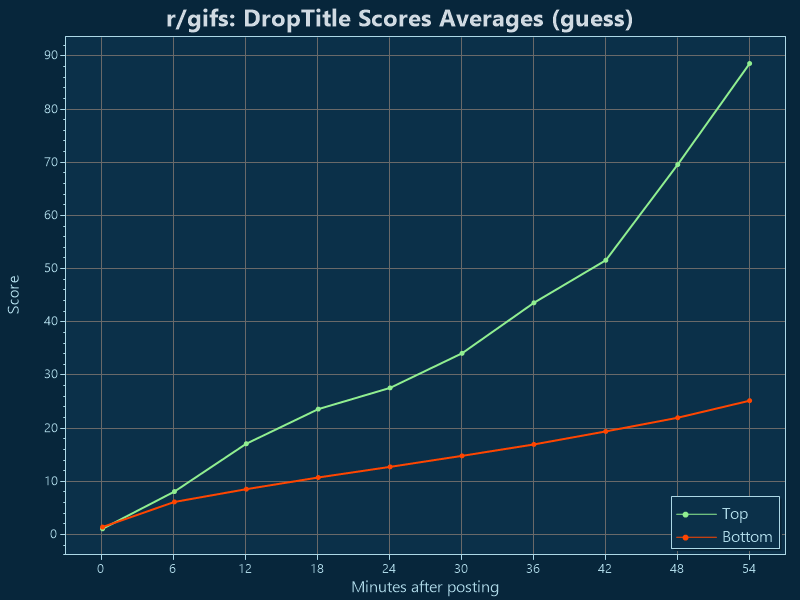 r/gifs: DropTitle Scores Averages (guess)
90
80
70
60
50
40
30
20
10
0
Score
0 6 12 18 24 30 36 42 48 54
Minutes after posting
Top
Bottom